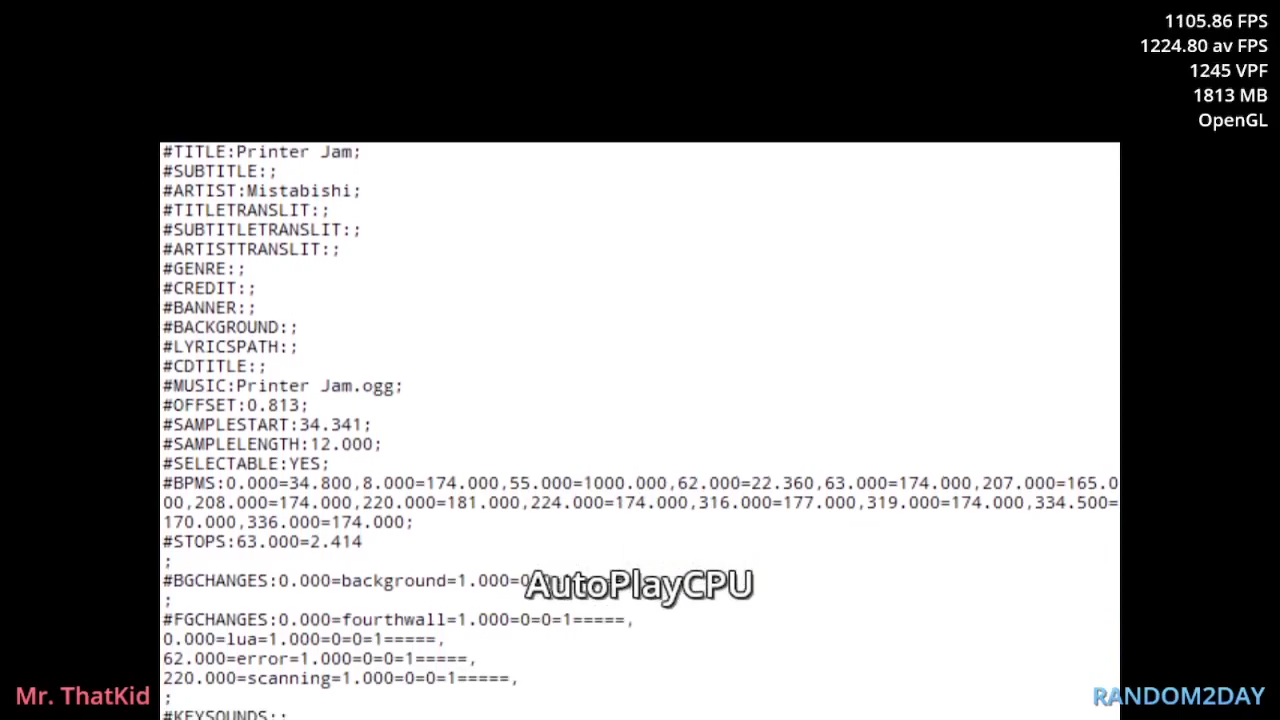 1105.86 FPS
1224.80 av FPS
1245 VPF
1813 MB
OpenGL
#TITLE:Printer Jam;
#SUBTITLE:;
#ARTIST:Mistabishi;
#TITLETRANSLIT:;
#SUBTITLETRANSLIT:;
#ARTISTTRANSLIT:;
#GENRE:;
#CREDIT:;
#BANNER:;
#BACKGROUND:;
#LYRICSPATH:;
#CDTITLE:;
#MUSIC:Printer Jam.ogg;
#OFFSET:0.813;
#SAMPLESTART:34.341;
#SAMPLELENGTH:12.000;
#SELECTABLE:YES;
#BPMS:0.000=34.800,8.000=174.000,55.000=1000.000,62.000=22.360,63.000=174.000,207.000=165.0
00,208.000=174.000,220.000=181.000,224.000=174.000,316.000=177.000,319.000=174.000,334.500=
170.000,336.000=174.000;
#STOPS:63.000=2.414
;
#BGCHANGES:0.000=background=1.000=0
AutoPlayCPU
;
#FGCHANGES:0.000=fourthwall=1.000=0=0=1=====,
0.000=lua=1.000=0=0=1=====,
62.000=error=1.000=0=0=1=====,
220.000=scanning=1.000=0=0=1=====,
;
#KEYSOUNDS:;
Mr. ThatKid
RANDOM2DAY